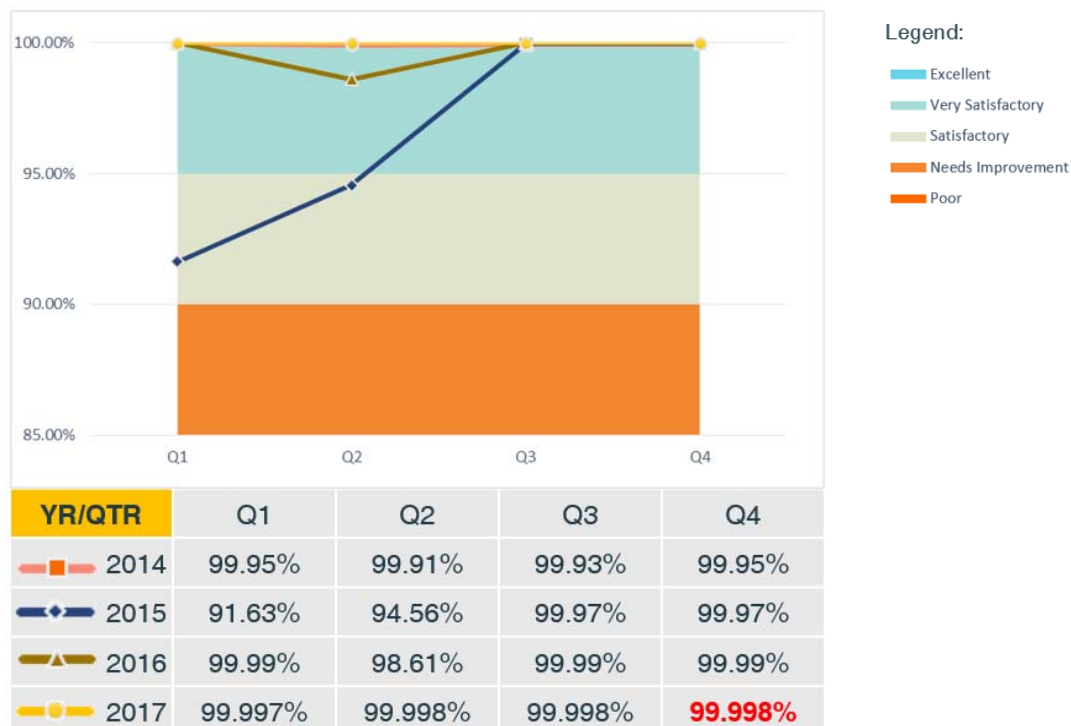 Legend:
100.00%
Excellent
Very Satisfactory
Satisfactory
95.00%
Needs Improvement
Poor
90.00%
85.00%
Q1 Q2 Q3 Q4
YR/QTR Q1 Q2 Q3 Q4
2014 99.95% 99.91% 99.93% 99.95%
2015 91.63% 94.56% 99.97% 99.97%
2016 99.99% 98.61% 99.99% 99.99%
2017 99.997% 99.998% 99.998% 99.998%